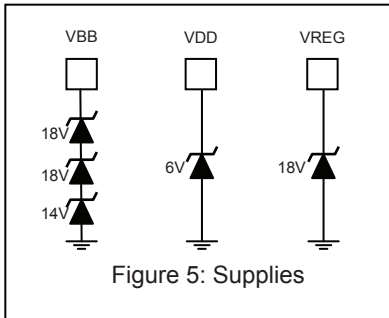 VBB VDD VREG
18V
18V 6V 18V
14V
Figure 5: Supplies